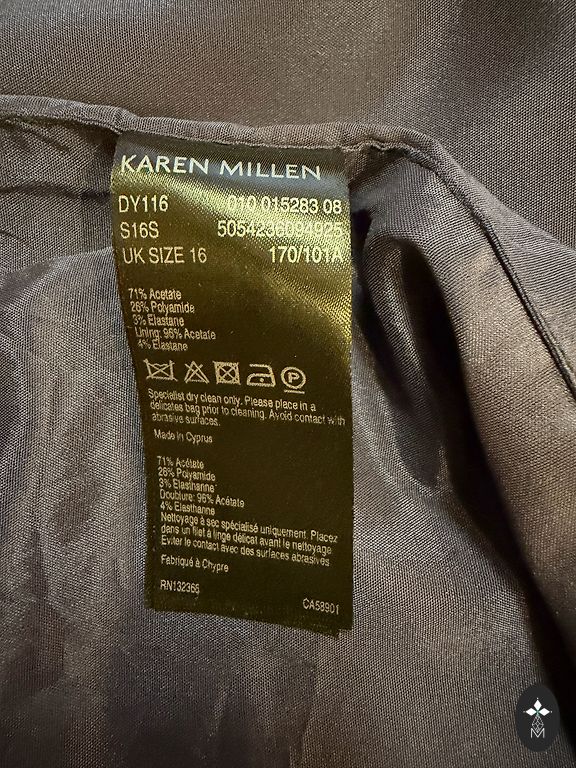 KAREN MILLEN
DY116 010 015283 08
S16S 5054236094925
UK SIZE 16 170/101A
71% Acetate
26% Polyamide
3% Elastane
Lining: 96% Acetate
4% Elastane
P
Specialist dry clean only. Please place in a
delicates bag prior to cleaning. Avoid contact with
abrasive surfaces.
Made in Cyprus
71% Acétate
26% Polyamide
3% Elasthanne
Doublure: 96% Acétate
4% Elasthanne
Nettoyage à sec spécialisé uniquement. Placez
dans un filet à linge délicat avant le nettoyage
Eviter le contact avec des surfaces abrasives
Fabriqué à Chypre
RN132365 CA58901
M